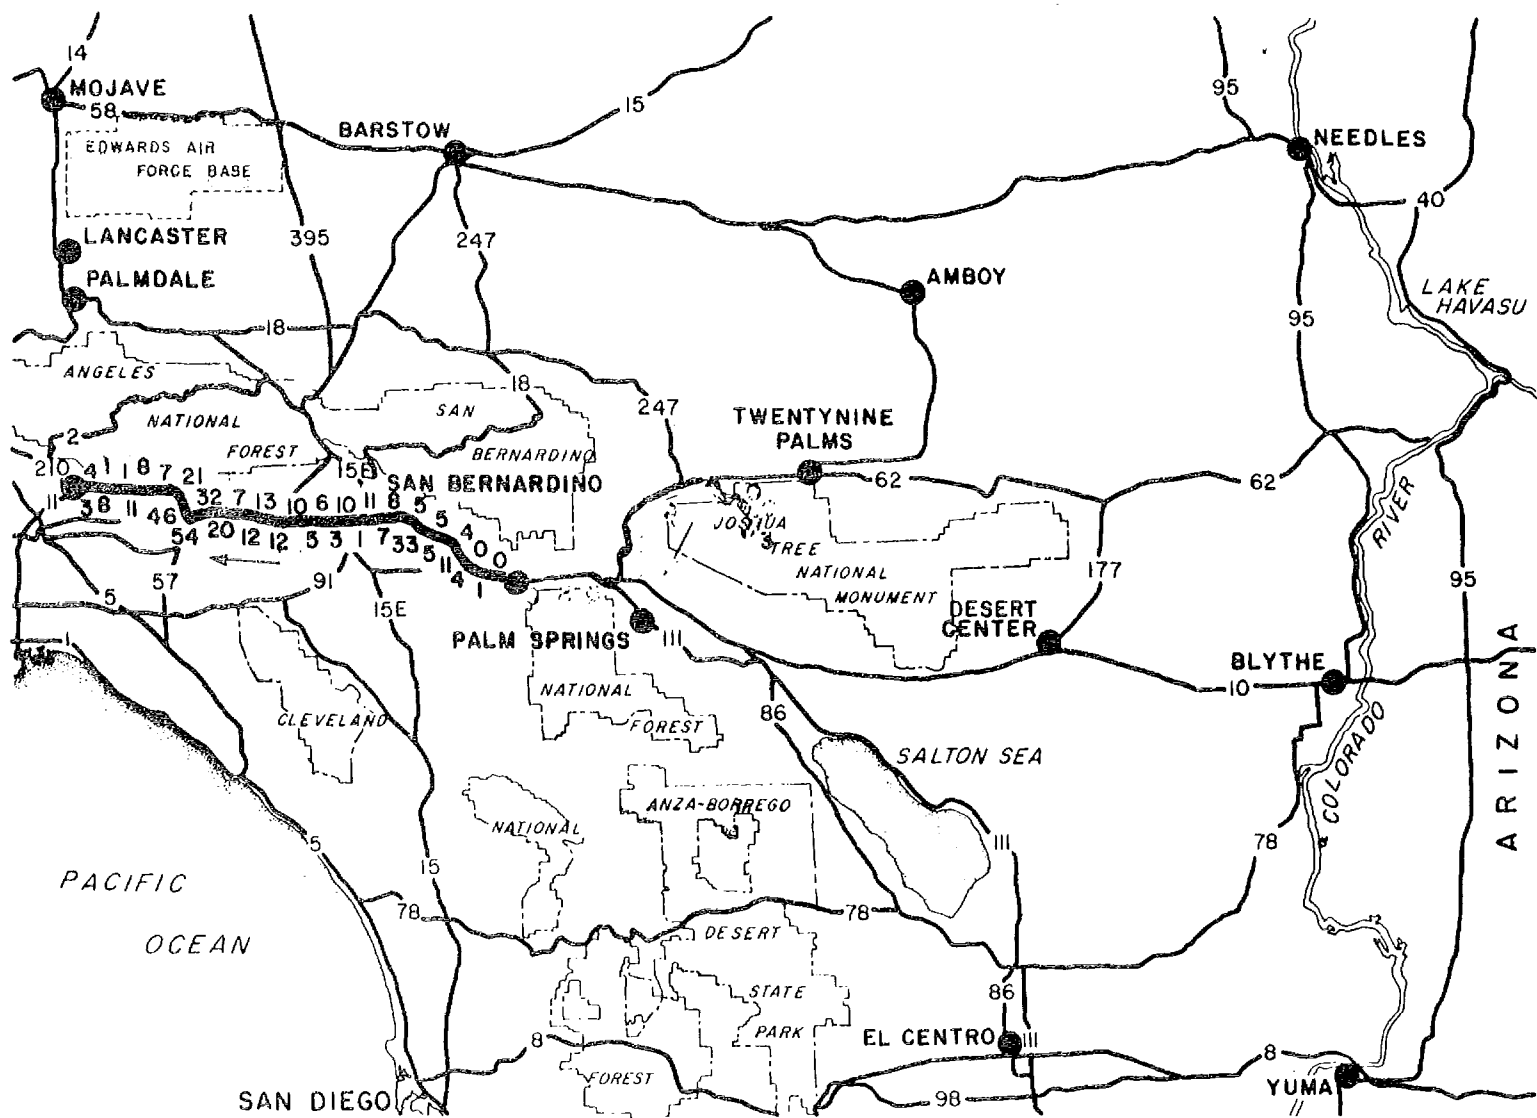 14
MOJAVE
58
15
95
NEEDLES
BARSTOW
EDWARDS AIR
FORCE BASE
40
LANCASTER
395
247
PALMDALE
AMBOY
LAKE
HAVASU
18
95
ANGELES
18
SAN
247
NATIONAL
TWENTYNINE
PALMS
2
FOREST
BERNARDINO
210
15E
SAN BERNARDINO
62
62
4 1 1 8 7 21
32 7 13 10 6 10 11 8 5 5 4 0 0
11
38 11 46
54 20 12 12 5 3 1 7 33 5 11 4 1
JOSHUA
TREE
NATIONAL
MONUMENT
RIVER
57
91
177
95
5
15E
DESERT
CENTER
1
PALM SPRINGS
111
BLYTHE
10
NATIONAL
FOREST
86
CLEVELAND
SALTON SEA
COLORADO
ARIZONA
ANZA-BORREGO
NATIONAL
5
15
111
78
PACIFIC
OCEAN
78
78
DESERT
STATE
PARK
86
EL CENTRO
111
8
8
FOREST
YUMA
98
SAN DIEGO